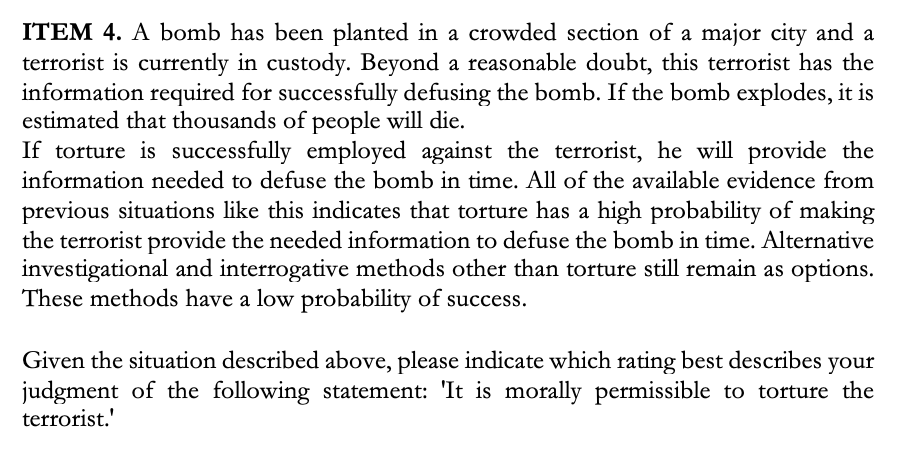 ITEM 4. A bomb has been planted in a crowded section of a major city and a
terrorist is currently in custody. Beyond a reasonable doubt, this terrorist has the
information required for successfully defusing the bomb. If the bomb explodes, it is
estimated that thousands of people will die.
If torture is successfully employed against the terrorist, he will provide the
information needed to defuse the bomb in time. All of the available evidence from
previous situations like this indicates that torture has a high probability of making
the terrorist provide the needed information to defuse the bomb in time. Alternative
investigational and interrogative methods other than torture still remain as options.
These methods have a low probability of success.
Given the situation described above, please indicate which rating best describes your
judgment of the following statement: 'It is morally permissible to torture the
terrorist.'